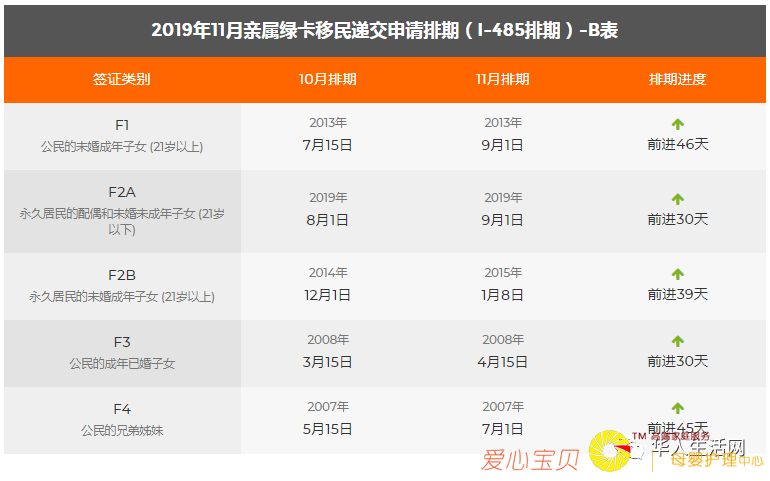 2019年11月亲属绿卡移民递交申请排期（I-485排期）-B表
签证类别 10月排期 11月排期 排期进度
F1
公民的未婚成年子女 (21岁以上)
2013年
7月15日
2013年
9月1日
前进46天
F2A
永久居民的配偶和未婚未成年子女 (21岁
以下)
2019年
8月1日
2019年
9月1日
前进30天
F2B
永久居民的未婚成年子女 (21岁以上)
2014年
12月1日
2015年
1月8日
前进39天
F3
公民的成年已婚子女
2008年
3月15日
2008年
4月15日
前进30天
F4
公民的兄弟姊妹
2007年
5月15日
2007年
7月1日
前进45天
爱心宝贝
TM 高端家庭服务
华人生活网
母婴护理中心